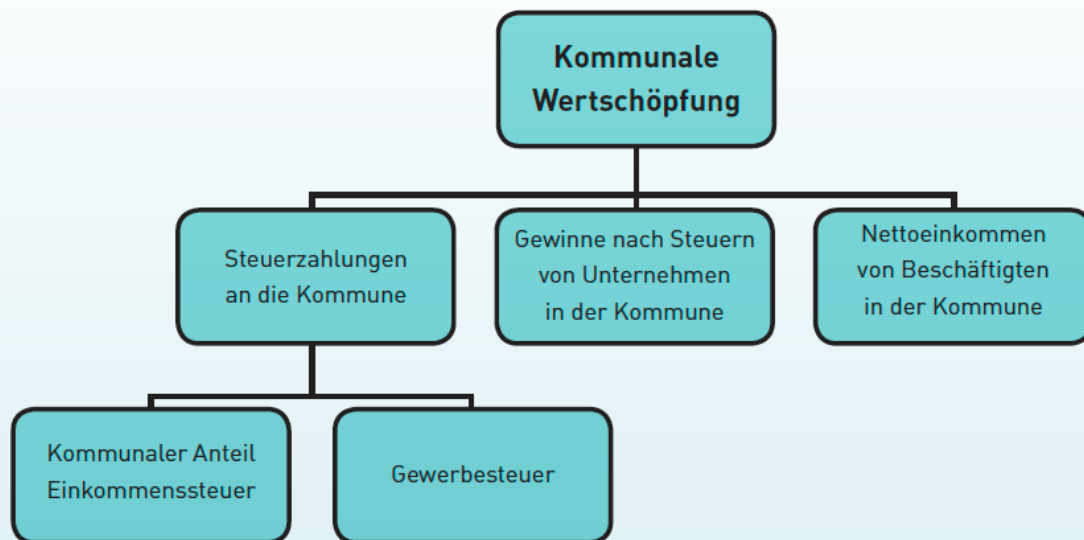 Kommunale
Wertschöpfung
Steuerzahlungen
an die Kommune
Gewinne nach Steuern
von Unternehmen
in der Kommune
Nettoeinkommen
von Beschäftigten
in der Kommune
Kommunaler Anteil
Einkommenssteuer
Gewerbesteuer